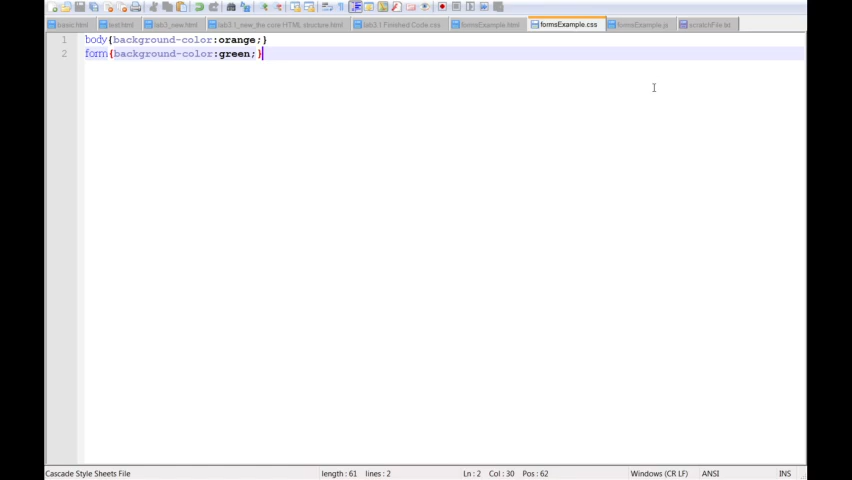 basic.html test.html lab3_new.html lab3.1_new_the core HTML structure.html lab3.1 Finished Code.css formsExample.html formsExample.css formsExample.js scratchFile.txt
1 body{background-color:orange;}
2 form{background-color:green;}
Cascade Style Sheets File length : 61 lines : 2 Ln : 2 Col : 30 Pos : 62 Windows (CR LF) ANSI INS